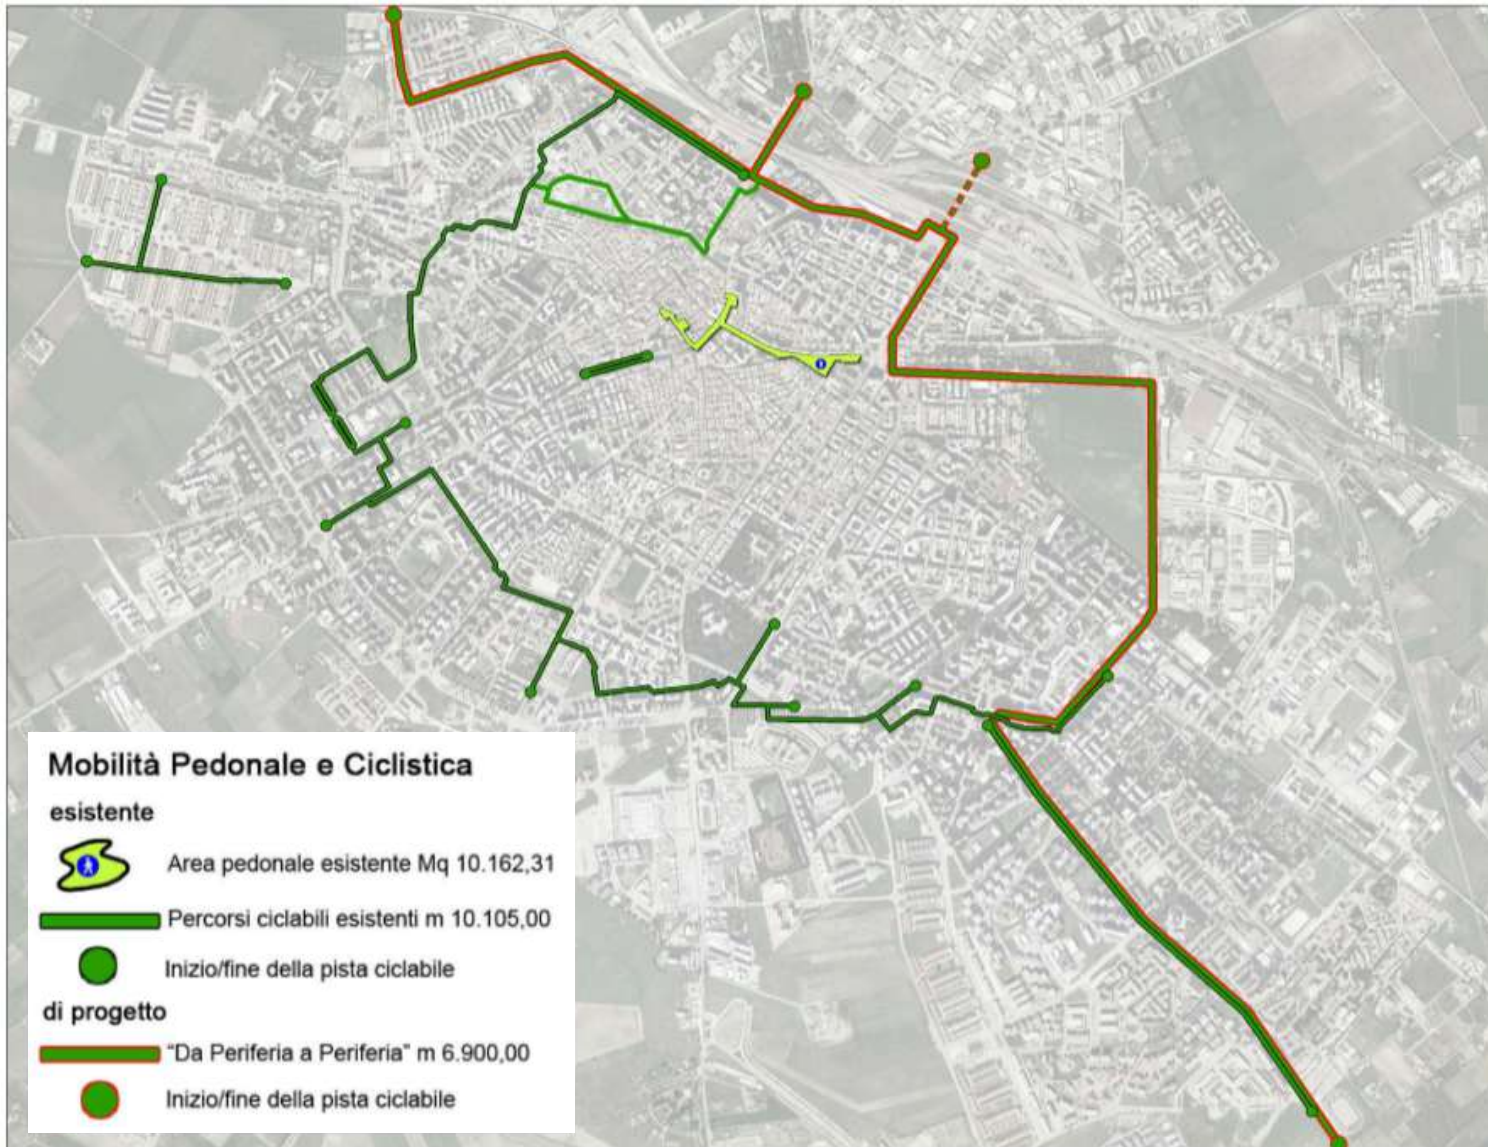 Mobilità Pedonale e Ciclistica
esistente
Area pedonale esistente Mq 10.162,31
Percorsi ciclabili esistenti m 10.105,00
Inizio/fine della pista ciclabile
di progetto
"Da Periferia a Periferia" m 6.900,00
Inizio/fine della pista ciclabile